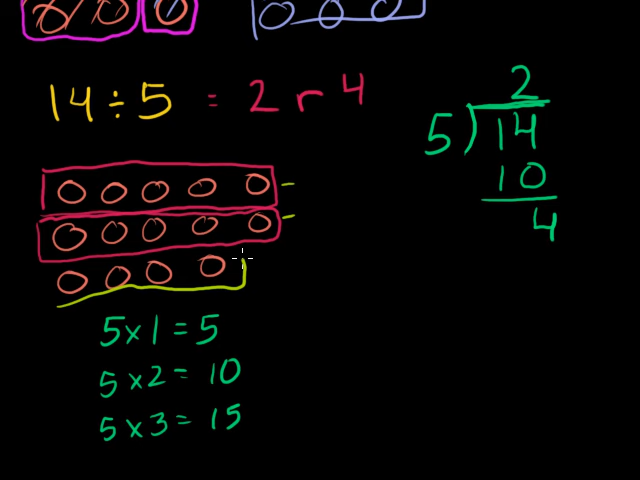 14 ÷ 5 = 2 r 4
2
5 ) 14
10
4
5 x 1 = 5
5 x 2 = 10
5 x 3 = 15